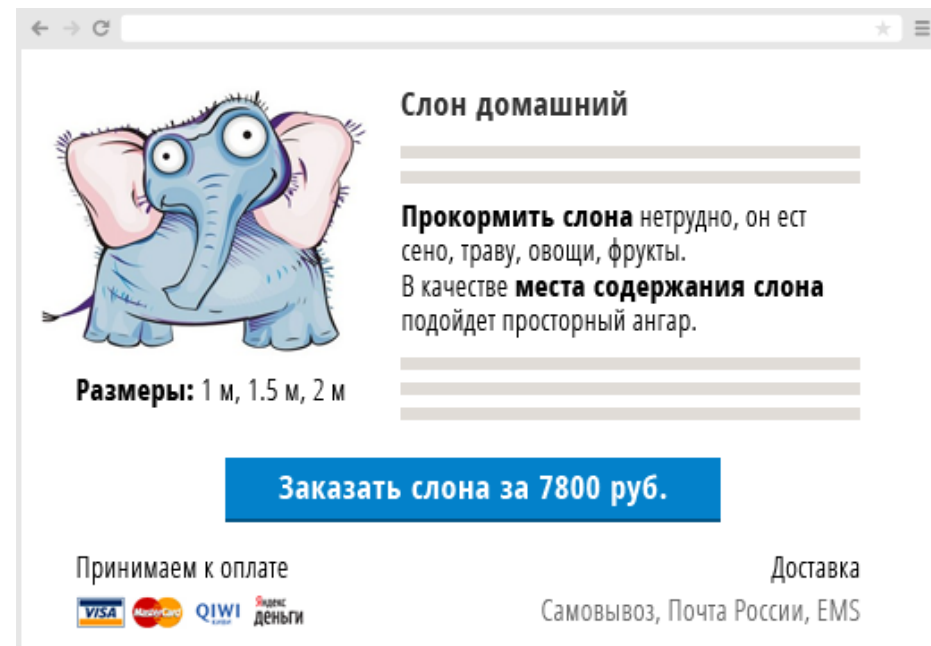 Слон домашний
Прокормить слона нетрудно, он ест
сено, траву, овощи, фрукты.
В качестве места содержания слона
подойдет просторный ангар.
Размеры: 1 м, 1.5 м, 2 м
Заказать слона за 7800 руб.
Принимаем к оплате
VISA MasterCard QIWI КИВИ Яндекс деньги
Доставка
Самовывоз, Почта России, EMS